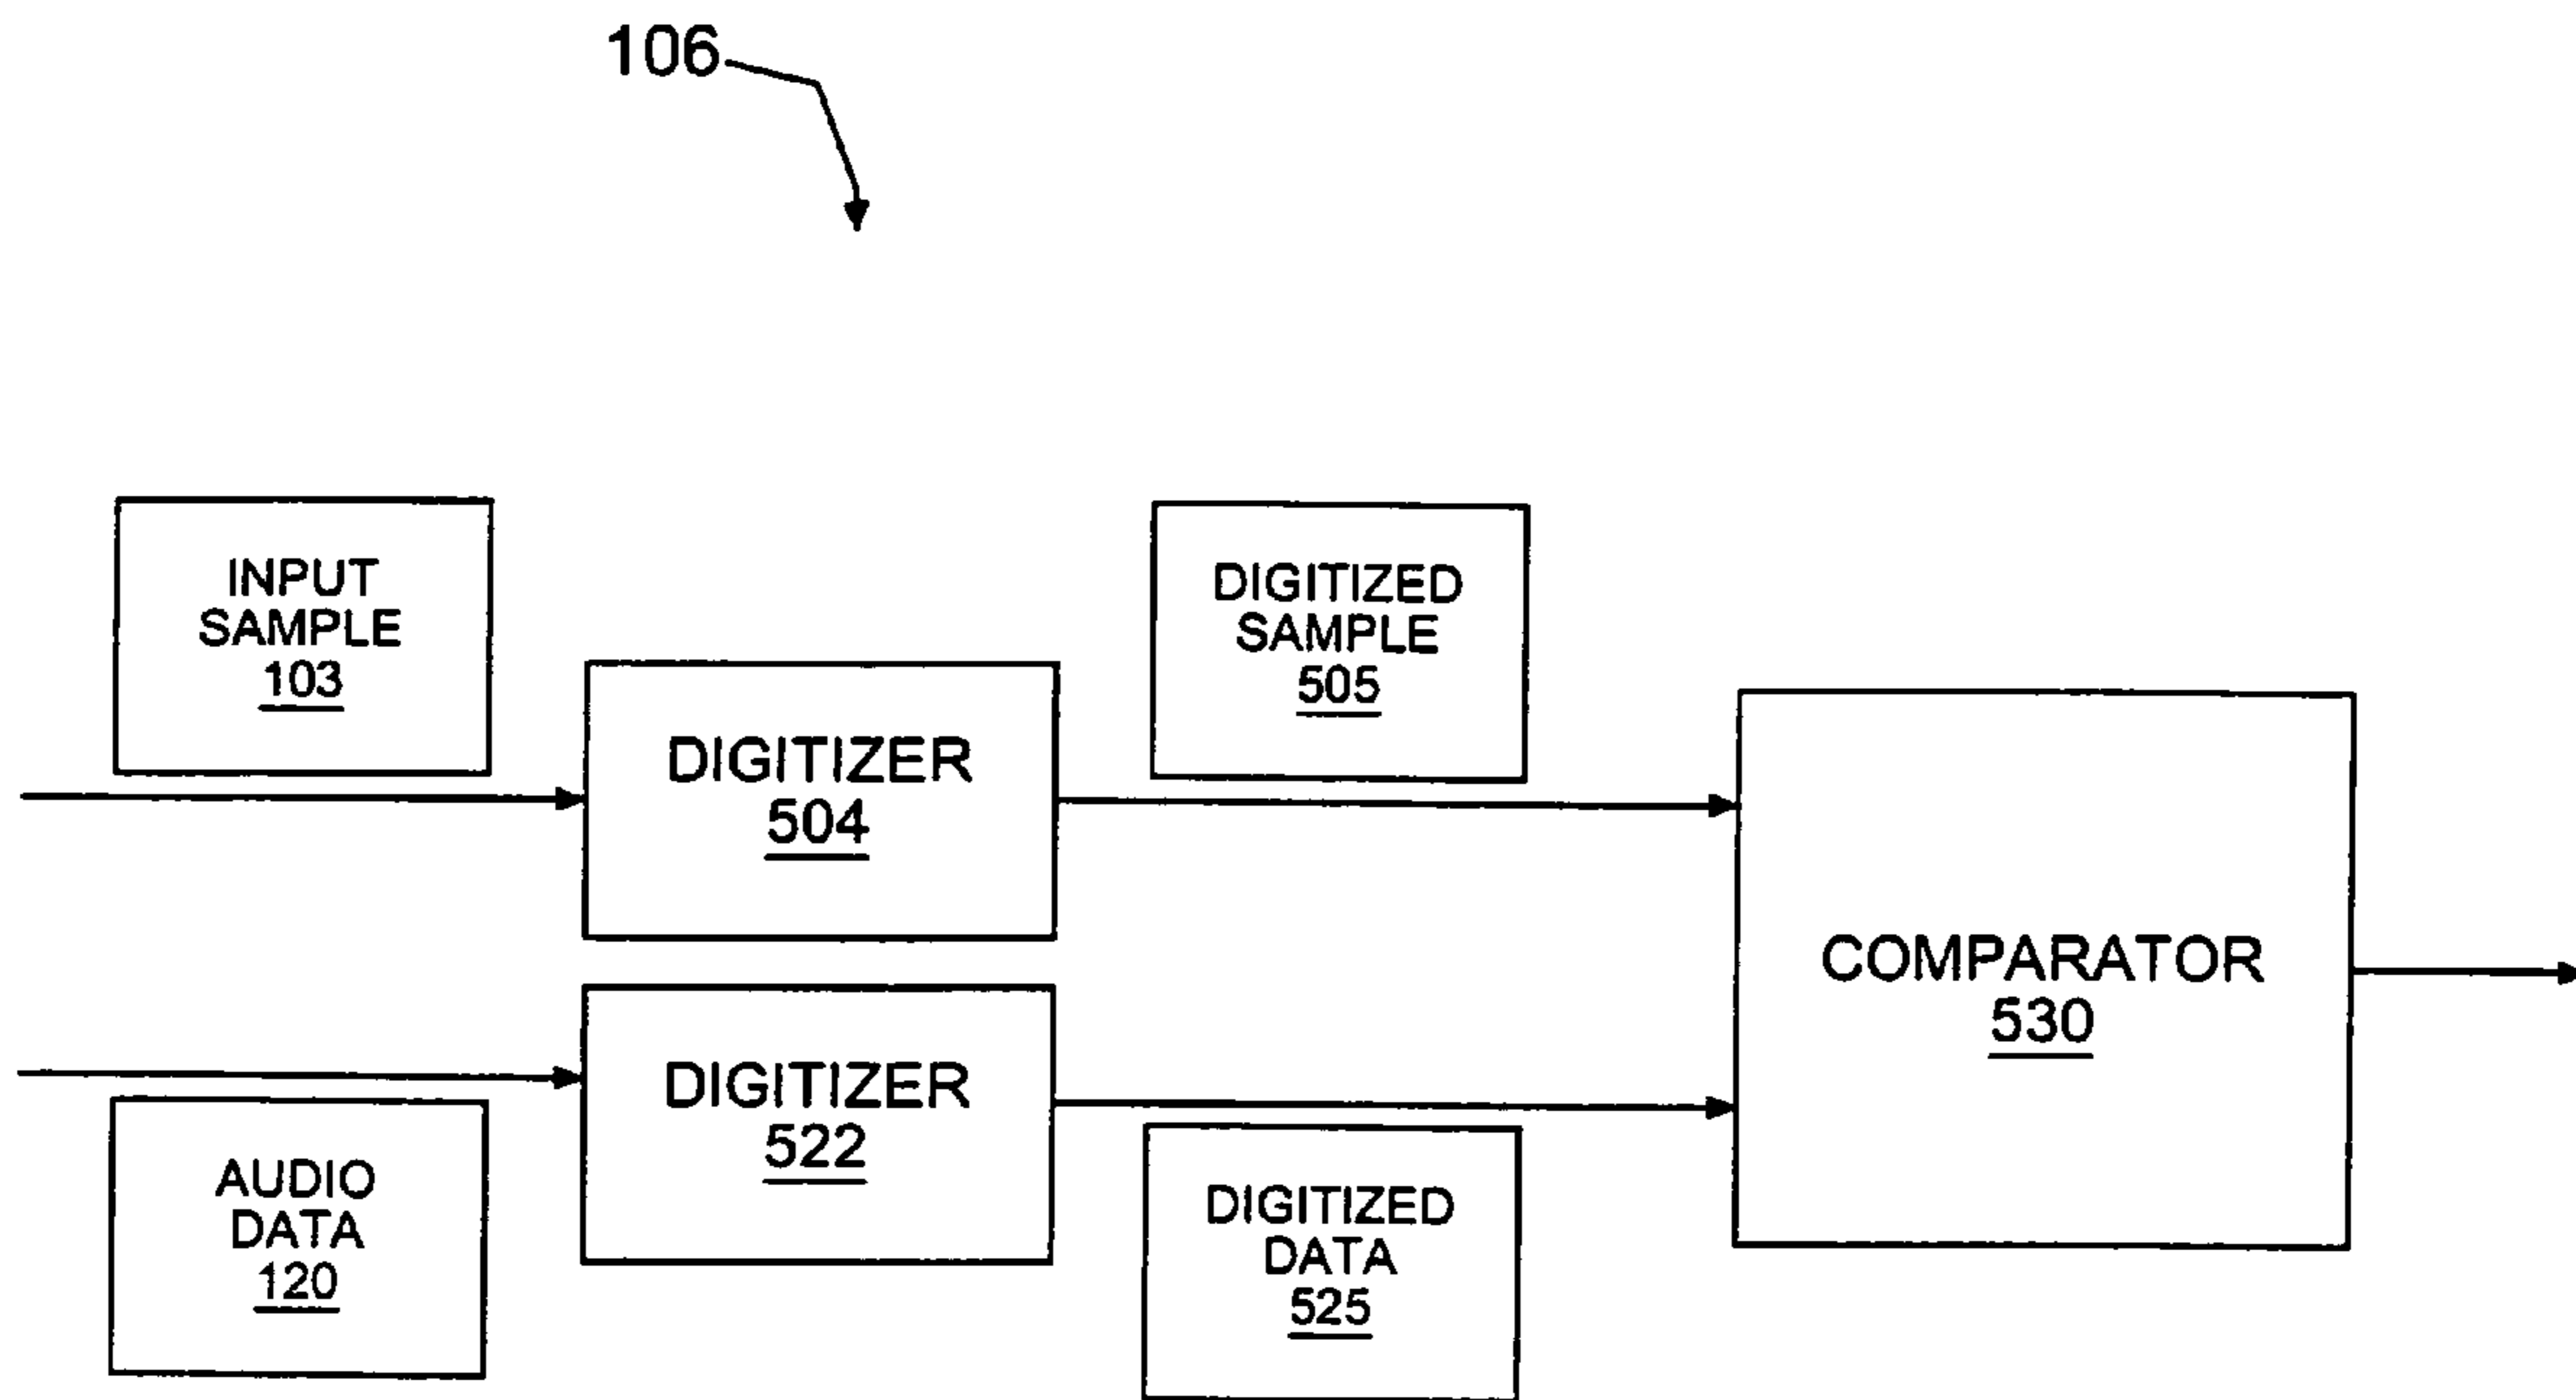 106
INPUT
SAMPLE
103
DIGITIZER
504
DIGITIZED
SAMPLE
505
COMPARATOR
530
AUDIO
DATA
120
DIGITIZER
522
DIGITIZED
DATA
525